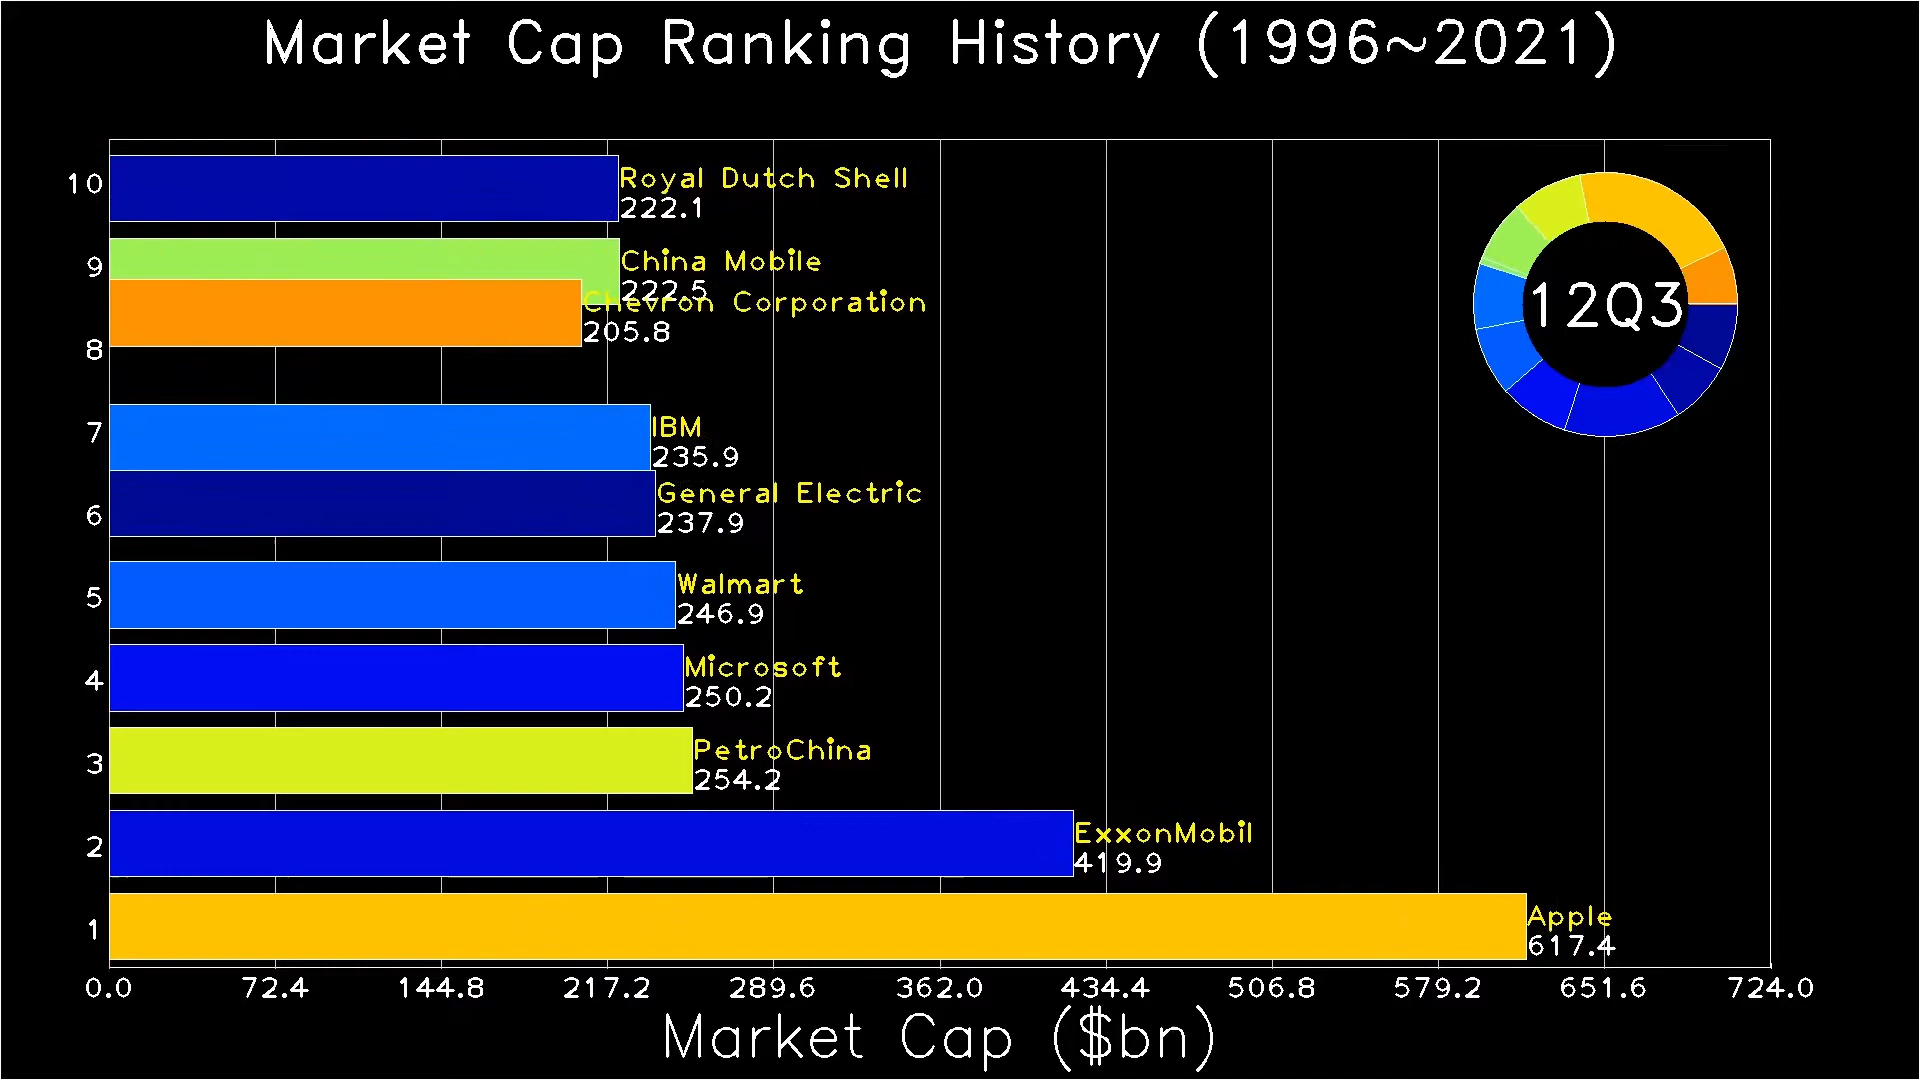 Market Cap Ranking History (1996~2021)
10
Royal Dutch Shell
222.1
9
China Mobile
222.5
Chevron Corporation
205.8
8
7
IBM
235.9
General Electric
237.9
6
Walmart
246.9
5
Microsoft
250.2
4
PetroChina
254.2
3
ExxonMobil
419.9
2
Apple
617.4
1
12Q3
0.0 72.4 144.8 217.2 289.6 362.0 434.4 506.8 579.2 651.6 724.0
Market Cap ($bn)